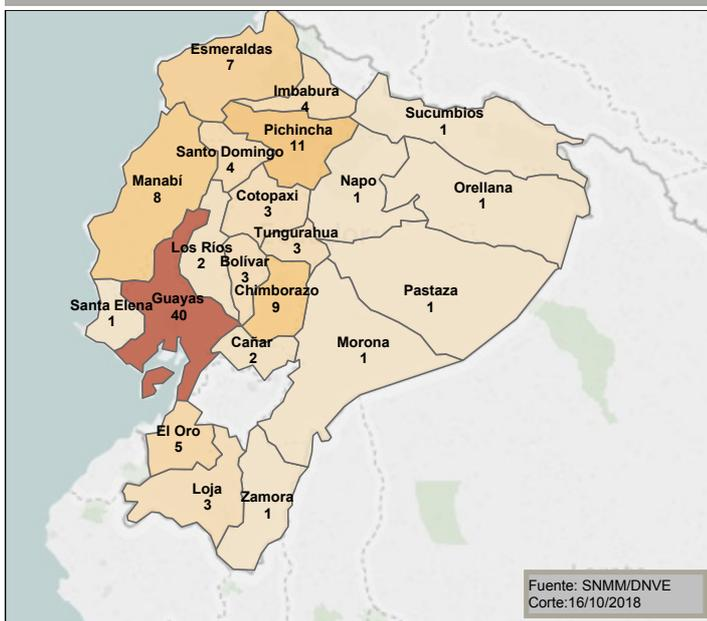 Esmeraldas
7
Imbabura
4
Sucumbios
1
Pichincha
11
Santo Domingo
4
Manabí
8
Napo
1
Orellana
1
Cotopaxi
3
Tungurahua
3
Los Ríos
2
Bolívar
3
Chimborazo
9
Pastaza
1
Santa Elena
1
Guayas
40
Cañar
2
Morona
1
El Oro
5
Loja
3
Zamora
1
Fuente: SNMM/DNVE
Corte:16/10/2018